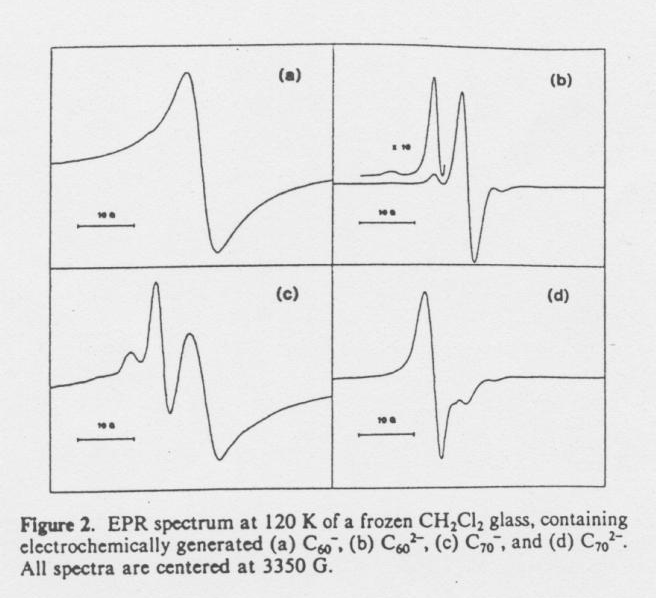 (a)
(b)
x 10
10 G
10 G
(c)
(d)
10 G
10 G
Figure 2. EPR spectrum at 120 K of a frozen CH₂Cl₂ glass, containing
electrochemically generated (a) C₆₀⁻, (b) C₆₀²⁻, (c) C₇₀⁻, and (d) C₇₀²⁻.
All spectra are centered at 3350 G.